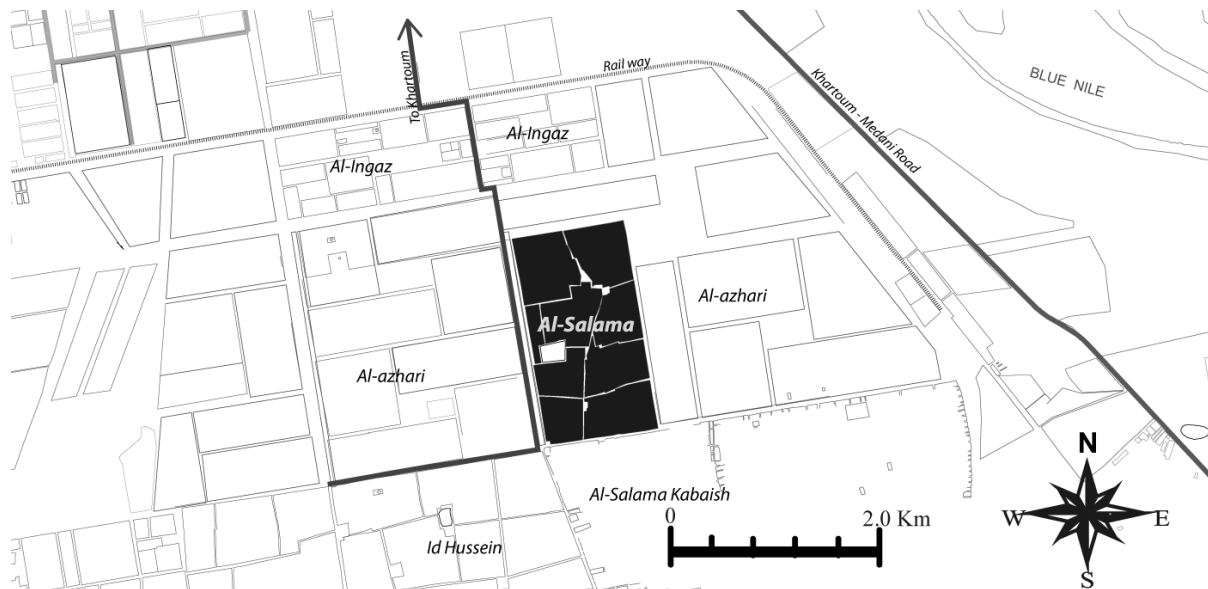 To Khartoum
Rail way
Khartoum - Medani Road
BLUE NILE
Al-Ingaz
Al-Ingaz
Al-azhari
Al-Salama
Al-azhari
N
W
E
S
Al-Salama Kabaish
0
2.0 Km
Id Hussein